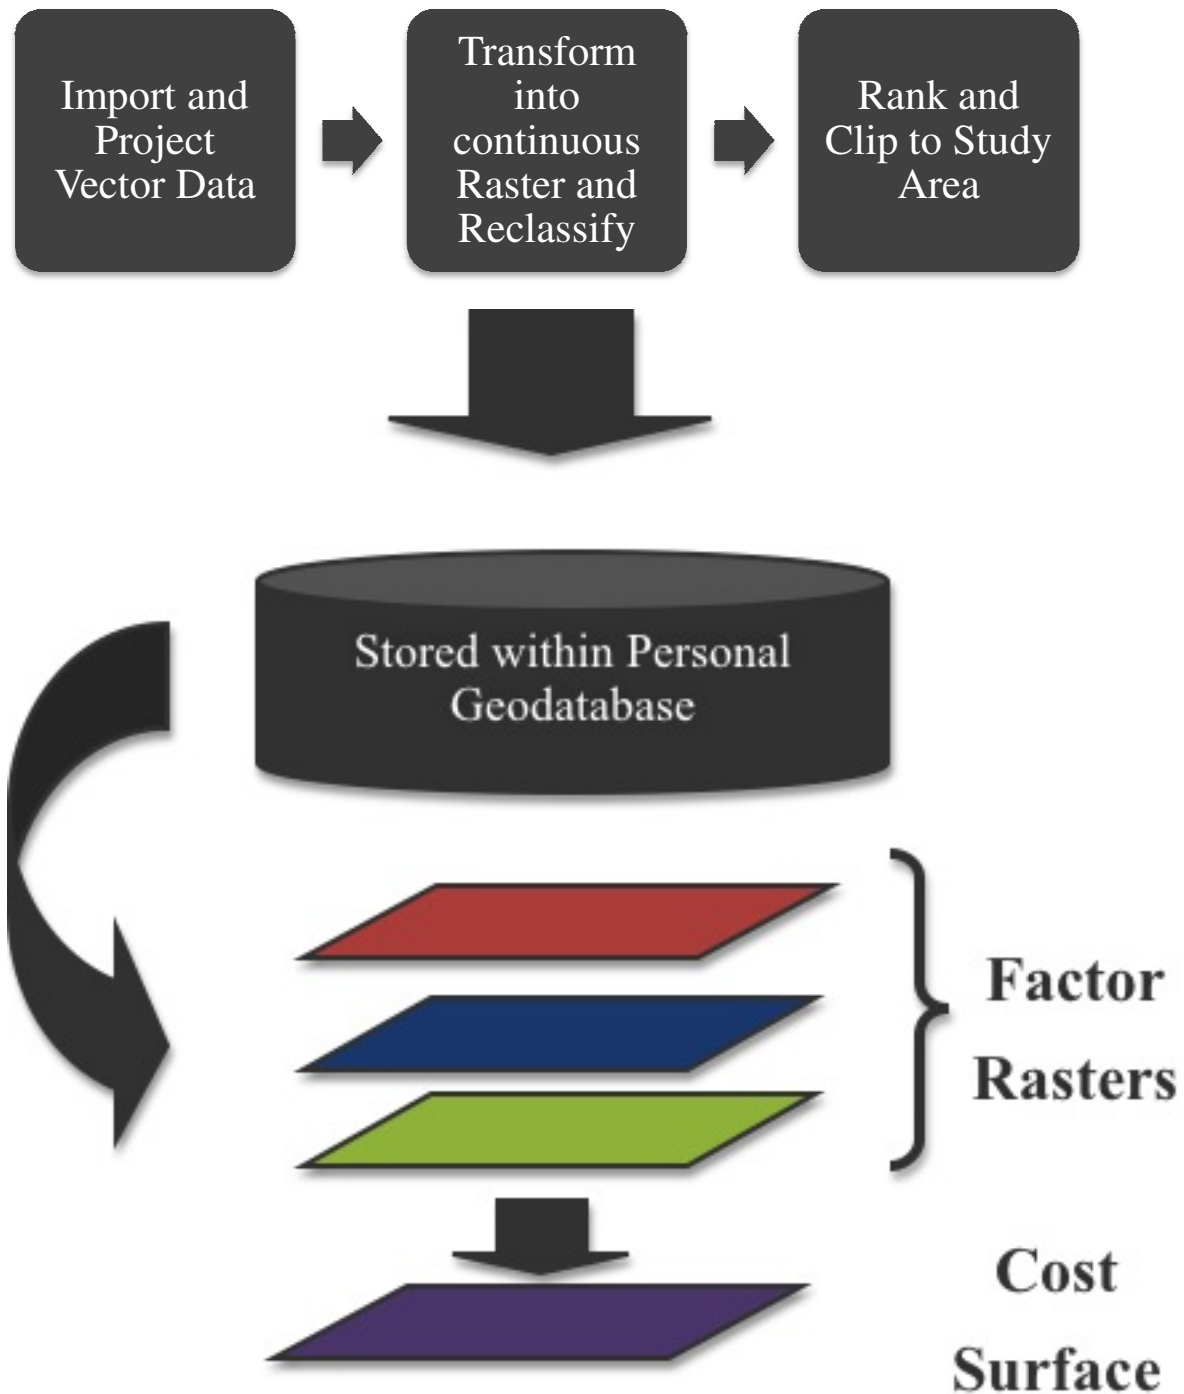 Import and
Project
Vector Data
Transform
into
continuous
Raster and
Reclassify
Rank and
Clip to Study
Area
Stored within Personal
Geodatabase
Factor
Rasters
Cost
Surface